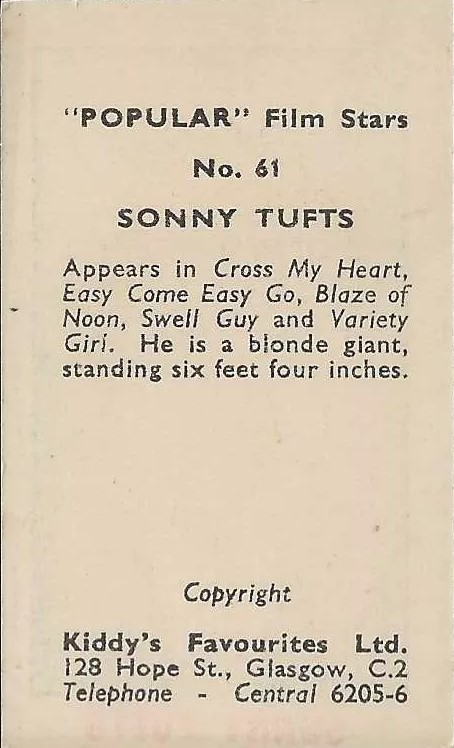 "POPULAR" Film Stars
No. 61
SONNY TUFTS
Appears in Cross My Heart,
Easy Come Easy Go, Blaze of
Noon, Swell Guy and Variety
Girl. He is a blonde giant,
standing six feet four inches.
Copyright
Kiddy's Favourites Ltd.
128 Hope St., Glasgow, C.2
Telephone - Central 6205-6